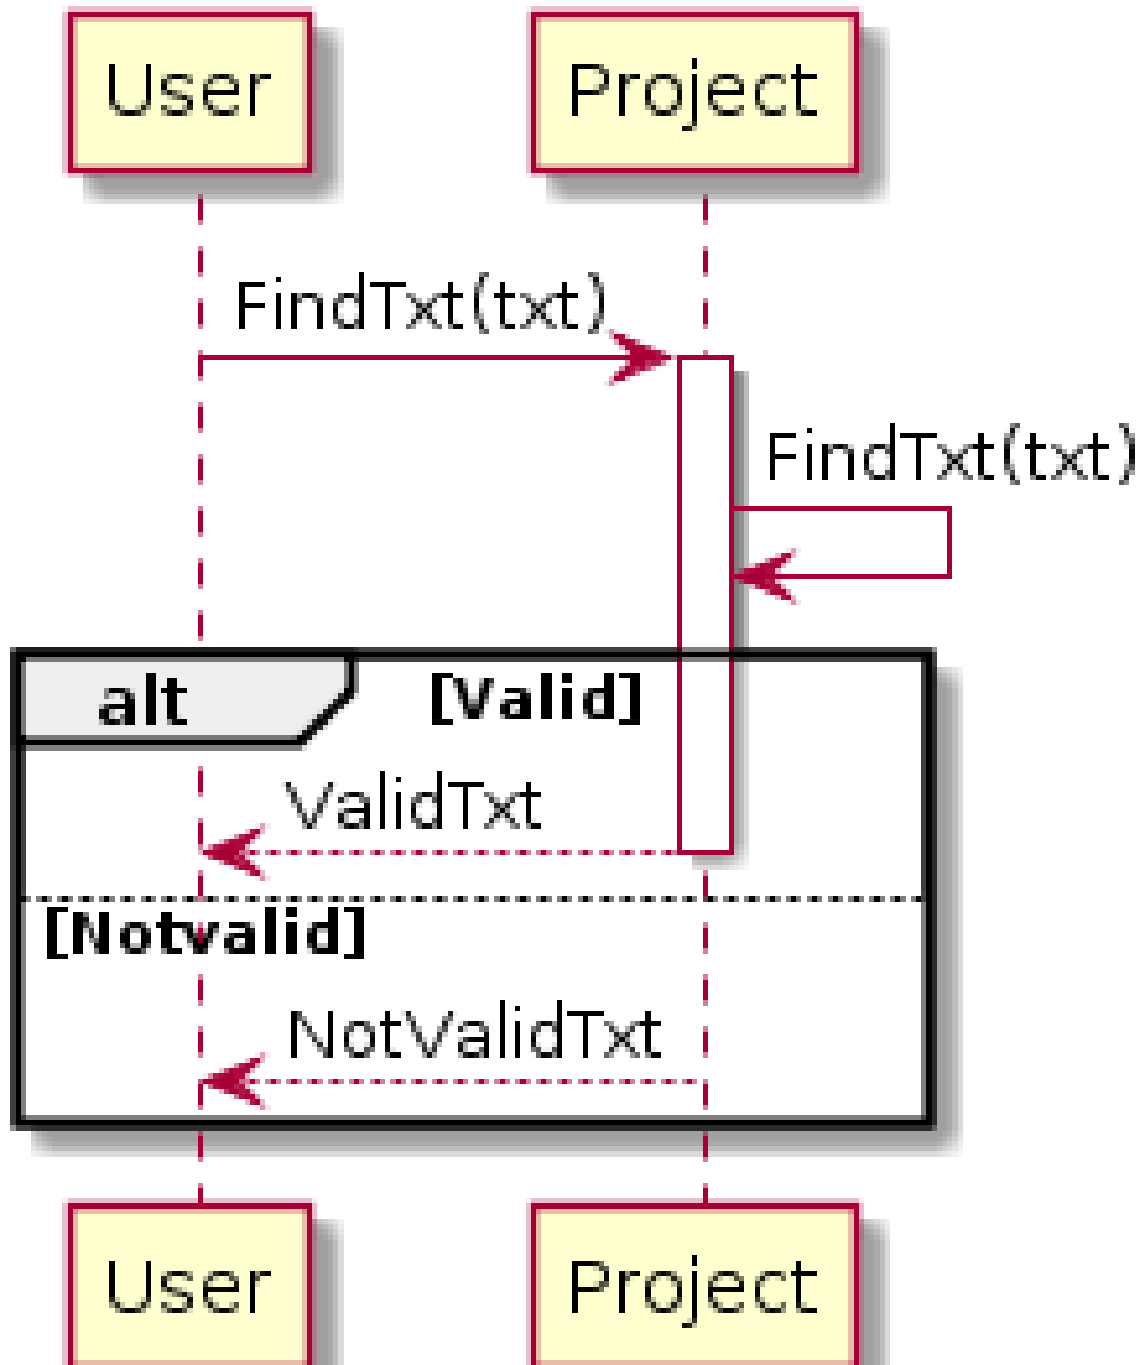 User
Project
FindTxt(txt)
FindTxt(txt)
alt
[Valid]
ValidTxt
[Notvalid]
NotValidTxt
User
Project